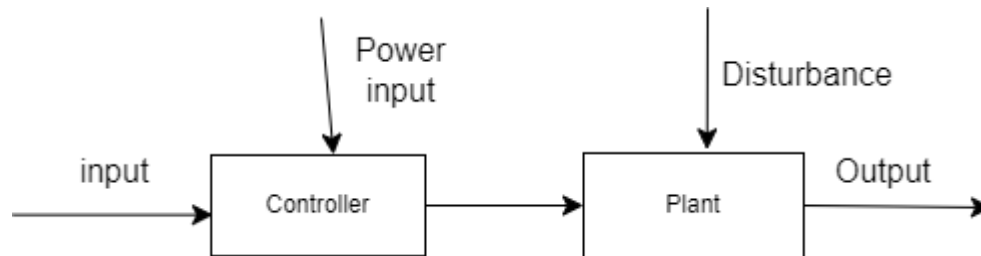 Power
input
Disturbance
input
Controller
Plant
Output